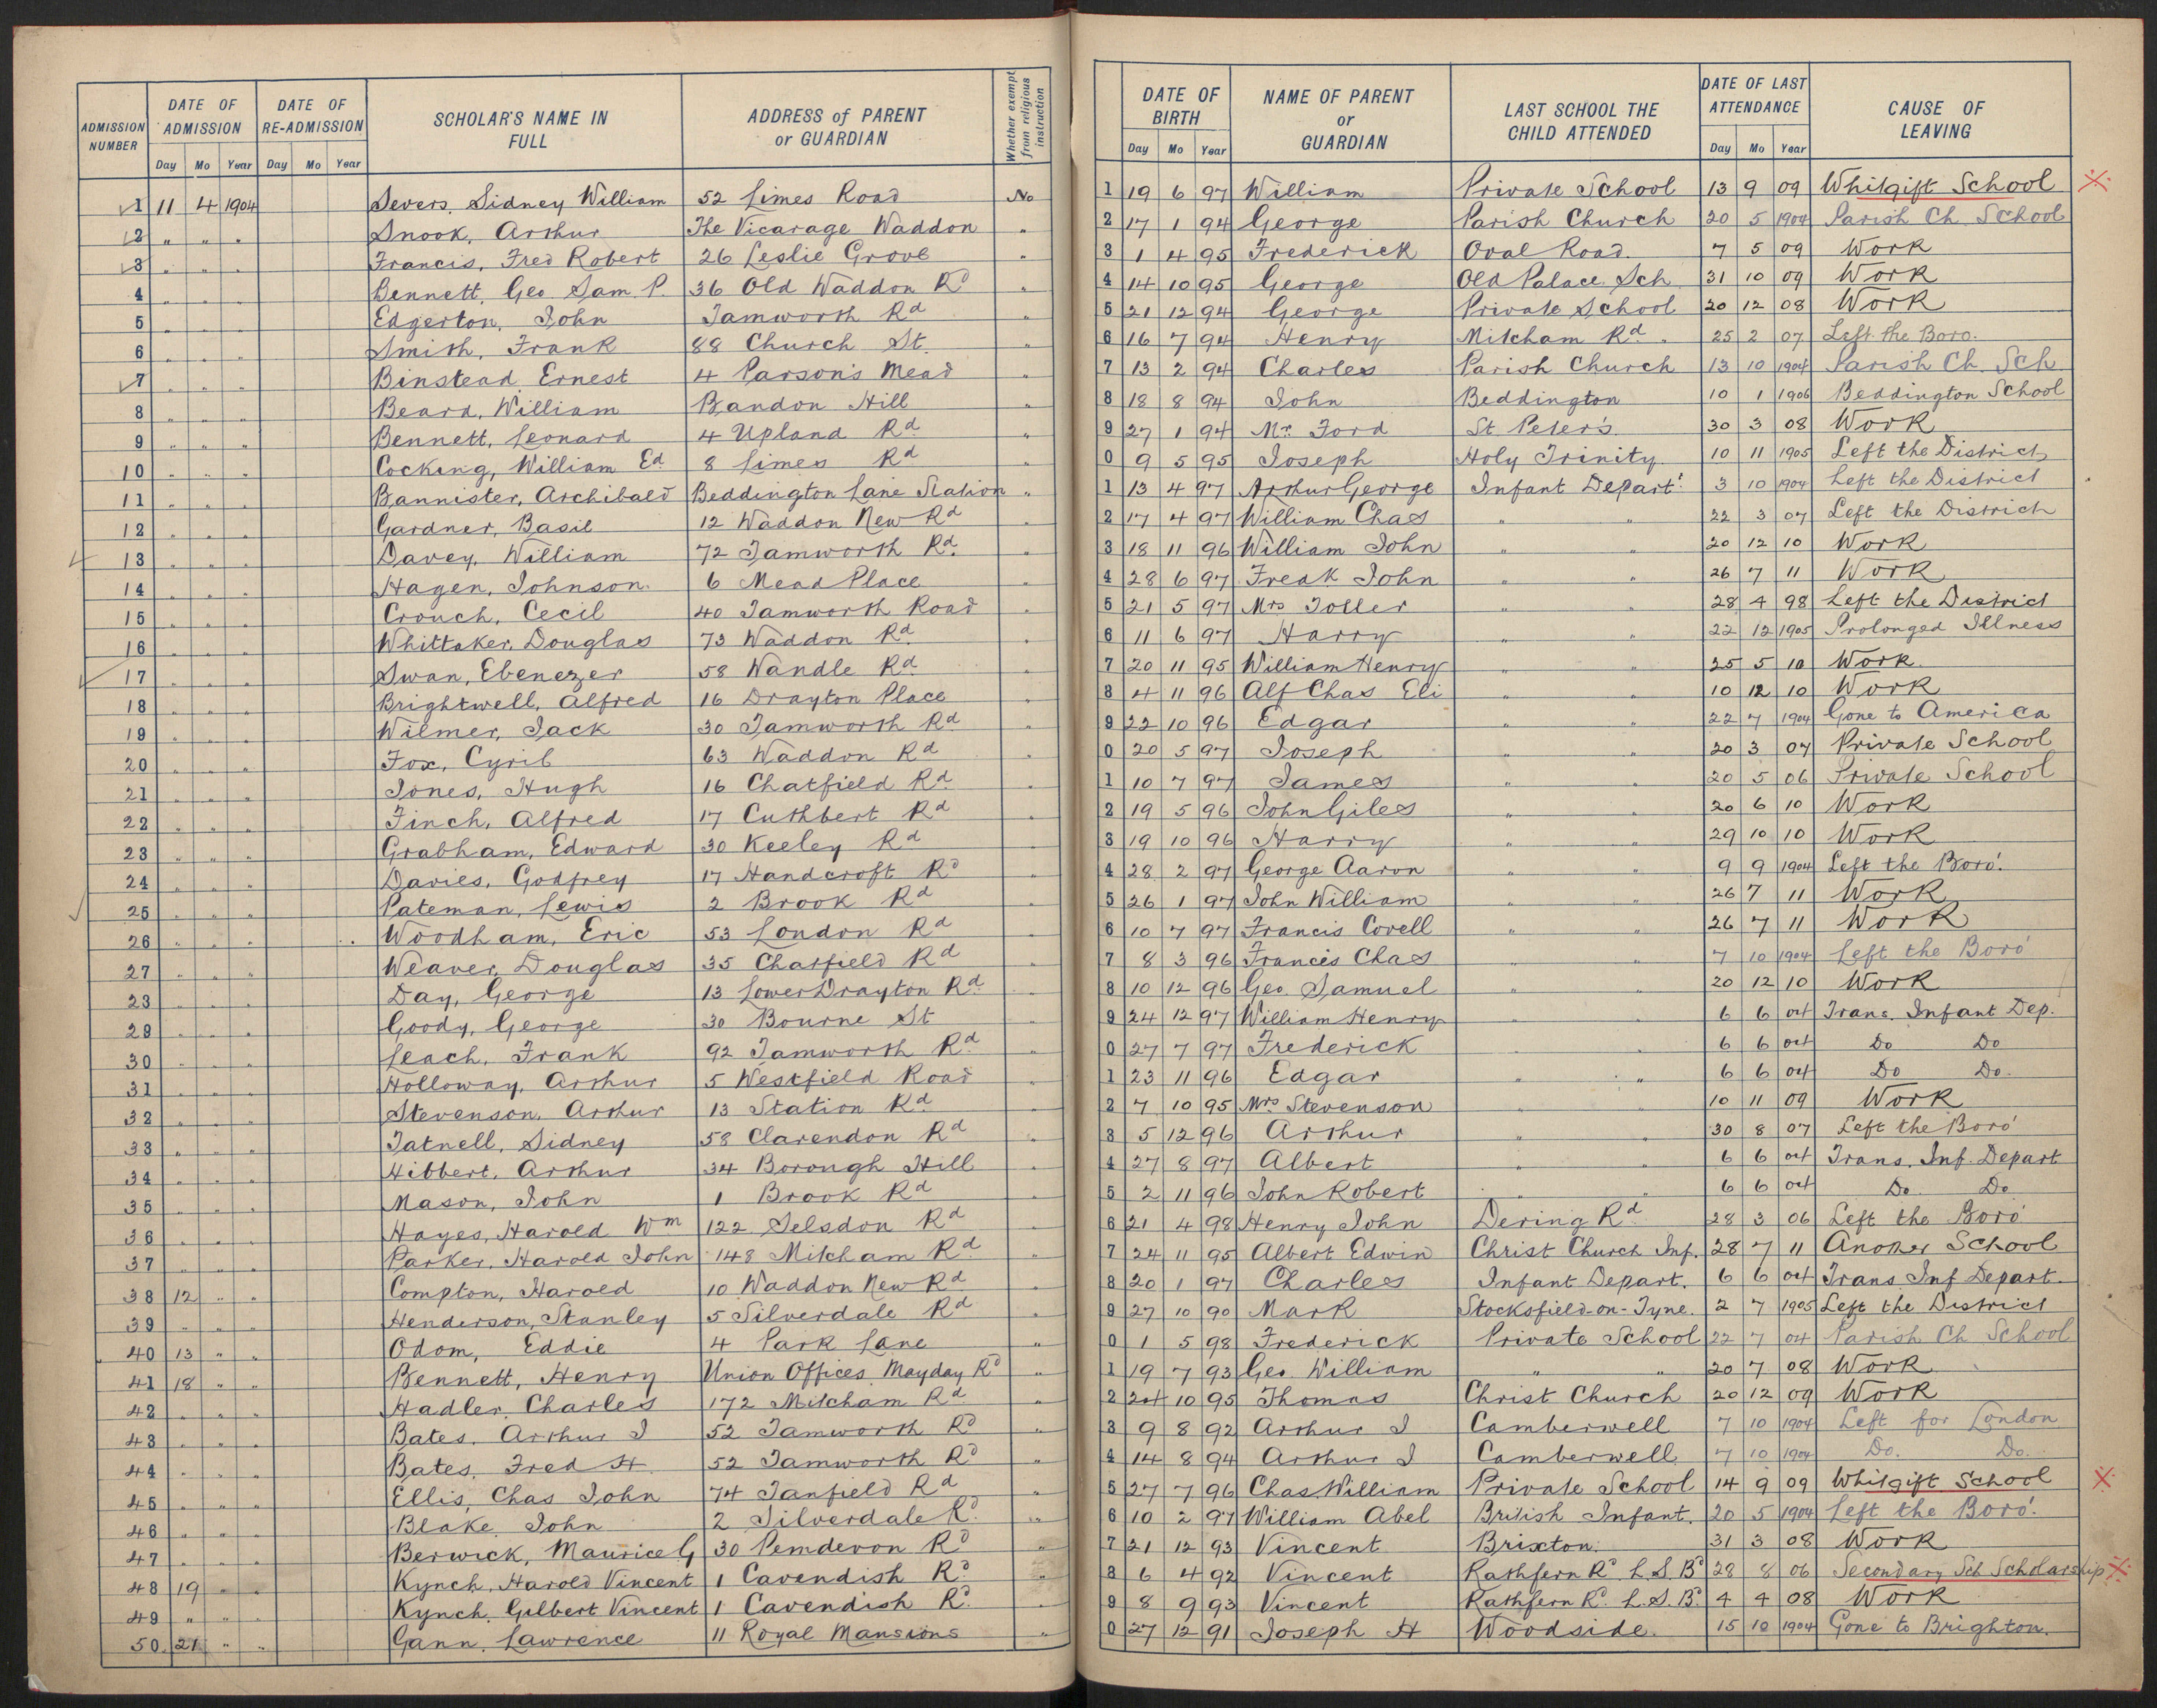 ADMISSION NUMBER | DATE OF ADMISSION Day Mo Year | DATE OF RE-ADMISSION Day Mo Year | SCHOLAR'S NAME IN FULL | ADDRESS of PARENT or GUARDIAN | Whether exempt from religious instruction | DATE OF BIRTH Day Mo Year | NAME OF PARENT or GUARDIAN | LAST SCHOOL THE CHILD ATTENDED | DATE OF LAST ATTENDANCE Day Mo Year | CAUSE OF LEAVING
1 11 4 1904 Severs, Sidney William 52 Limes Road No 1 19 6 97 William Private School 13 9 09 Whitgift School
2 " " " Snook, Arthur The Vicarage Waddon " 2 17 1 94 George Parish Church 20 5 1904 Parish Ch. School
3 " " " Francis, Fred Robert 26 Leslie Grove " 3 1 4 95 Frederick Oval Road 7 5 09 Work
4 " " " Bennett, Geo Sam. P. 36 Old Waddon Rd " 4 14 10 95 George Old Palace Sch. 31 10 09 Work
5 " " " Edgerton, John Tamworth Rd " 5 21 12 94 George Private School 20 12 08 Work
6 " " " Smith, Frank 88 Church St. " 6 16 7 94 Henry Mitcham Rd. 25 2 07 Left the Boro.
7 " " " Binstead, Ernest 4 Parson's Mead " 7 13 2 94 Charles Parish Church 13 10 1904 Parish Ch. Sch.
8 " " " Beard, William Bandon Hill " 8 18 8 94 John Beddington 10 1 1906 Beddington School
9 " " " Bennett, Leonard 4 Upland Rd " 9 27 1 94 Mr. Ford St. Peter's 30 3 08 Work
10 " " " Cocking, William Ed. 8 Limes Rd " 0 9 5 95 Joseph Holy Trinity 10 11 1905 Left the District
11 " " " Bannister, Archibald Beddington Lane Station " 1 13 4 97 Arthur George Infant Depart. 3 10 1904 Left the District
12 " " " Gardner, Basil 12 Waddon New Rd " 2 17 4 97 William Chas " " 22 3 07 Left the District
13 " " " Davey, William 72 Tamworth Rd " 3 18 11 96 William John " " 20 12 10 Work
14 " " " Hagen, Johnson 6 Mead Place " 4 28 6 97 Freak John " " 26 7 11 Work
15 " " " Crouch, Cecil 40 Tamworth Road " 5 21 5 97 Mrs Toller " " 28 4 98 Left the District
16 " " " Whittaker, Douglas 73 Waddon Rd " 6 11 6 97 Harry " " 22 12 1905 Prolonged Illness
17 " " " Swan, Ebenezer 58 Wandle Rd " 7 20 11 95 William Henry " " 25 5 10 Work
18 " " " Brightwell, Alfred 16 Drayton Place " 8 4 11 96 Alf Chas Eli " " 10 12 10 Work
19 " " " Wilmer, Jack 30 Tamworth Rd " 9 22 10 96 Edgar " " 22 7 1904 Gone to America
20 " " " Fox, Cyril 63 Waddon Rd " 0 20 5 97 Joseph " " 20 3 07 Private School
21 " " " Jones, Hugh 16 Chatfield Rd " 1 10 7 97 James " " 20 5 06 Private School
22 " " " Finch, Alfred 17 Cuthbert Rd " 2 19 5 96 John Giles " " 20 6 10 Work
23 " " " Grabham, Edward 30 Keeley Rd " 3 19 10 96 Harry " " 29 10 10 Work
24 " " " Davies, Godfrey 17 Handcroft Rd " 4 28 2 97 George Aaron " " 9 9 1904 Left the Boro'.
25 " " " Pateman, Lewis 2 Brook Rd " 5 26 1 97 John William " " 26 7 11 Work
26 " " " Woodham, Eric 53 London Rd " 6 10 7 97 Francis Covell " " 26 7 11 Work
27 " " " Weaver, Douglas 35 Chatfield Rd " 7 8 3 96 Francis Chas " " 7 10 1904 Left the Boro'
28 " " " Day, George 13 Lower Drayton Rd " 8 10 12 96 Geo. Samuel " " 20 12 10 Work
29 " " " Goody, George 30 Bourne St " 9 24 12 97 William Henry " " 6 6 04 Trans. Infant Dep.
30 " " " Leach, Frank 92 Tamworth Rd " 0 27 7 97 Frederick " " 6 6 04 Do Do
31 " " " Holloway, Arthur 5 Westfield Road " 1 23 11 96 Edgar " " 6 6 04 Do Do.
32 " " " Stevenson, Arthur 13 Station Rd " 2 7 10 95 Mrs Stevenson " " 10 11 09 Work
33 " " " Tatnell, Sidney 58 Clarendon Rd " 3 5 12 96 Arthur " " 30 8 07 Left the Boro'
34 " " " Hibbert, Arthur 34 Borough Hill " 4 27 8 97 Albert " " 6 6 04 Trans. Inf. Depart
35 " " " Mason, John 1 Brook Rd " 5 2 11 96 John Robert " " 6 6 04 Do. Do
36 " " " Hayes, Harold Wm 122 Selsdon Rd " 6 21 4 98 Henry John Dering Rd 28 3 06 Left the Boro'
37 " " " Parker, Harold John 148 Mitcham Rd " 7 24 11 95 Albert Edwin Christ Church Inf. 28 7 11 Another School
38 12 " " Compton, Harold 10 Waddon New Rd " 8 20 1 97 Charles Infant Depart. 6 6 04 Trans Inf Depart.
39 " " " Henderson, Stanley 5 Silverdale Rd " 9 27 10 90 Mark Stocksfield-on-Tyne. 2 7 1905 Left the District
40 13 " " Odom, Eddie 4 Park Lane " 0 1 5 98 Frederick Private School 22 7 04 Parish Ch School
41 18 " " Bennett, Henry Union Offices Mayday Rd " 1 19 7 93 Geo. William " " 20 7 08 Work
42 " " " Hadler, Charles 172 Mitcham Rd " 2 24 10 95 Thomas Christ Church 20 12 09 Work
43 " " " Bates, Arthur J 52 Tamworth Rd " 3 9 8 92 Arthur J Camberwell 7 10 1904 Left for London
44 " " " Bates, Fred H. 52 Tamworth Rd " 4 14 8 94 Arthur J Camberwell 7 10 1904 Do. Do.
45 " " " Ellis, Chas John 74 Tanfield Rd " 5 27 7 96 Chas. William Private School 14 9 09 Whitgift School
46 " " " Blake, John 2 Silverdale Rd " 6 10 2 97 William Abel British Infant. 20 5 1904 Left the Boro'.
47 " " " Berwick, Maurice G 30 Pemdevon Rd " 7 21 12 93 Vincent Brixton 31 3 08 Work
48 19 " " Kynch, Harold Vincent 1 Cavendish Rd " 8 6 4 92 Vincent Rathfern Rd. L.S.Bd 28 8 06 Secondary Sch Scholarship
49 " " " Kynch, Gilbert Vincent 1 Cavendish Rd " 9 8 9 93 Vincent Rathfern Rd. L.S.Bd 4 4 08 Work
50 21 " " Gann, Lawrence 11 Royal Mansions " 0 27 12 91 Joseph H Woodside. 15 10 1904 Gone to Brighton.